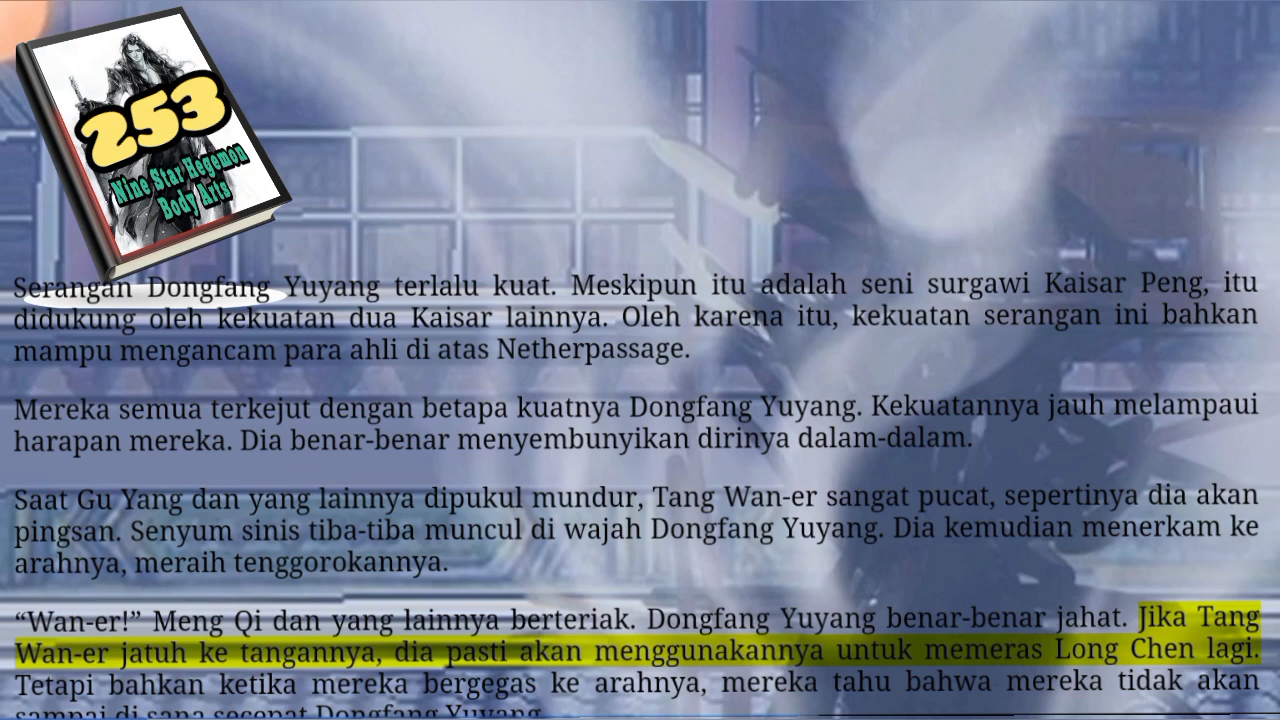 253
Nine Star Hegemon
Body Arts
Serangan Dongfang Yuyang terlalu kuat. Meskipun itu adalah seni surgawi Kaisar Peng, itu
didukung oleh kekuatan dua Kaisar lainnya. Oleh karena itu, kekuatan serangan ini bahkan
mampu mengancam para ahli di atas Netherpassage.
Mereka semua terkejut dengan betapa kuatnya Dongfang Yuyang. Kekuatannya jauh melampaui
harapan mereka. Dia benar-benar menyembunyikan dirinya dalam-dalam.
Saat Gu Yang dan yang lainnya dipukul mundur, Tang Wan-er sangat pucat, sepertinya dia akan
pingsan. Senyum sinis tiba-tiba muncul di wajah Dongfang Yuyang. Dia kemudian menerkam ke
arahnya, meraih tenggorokannya.
“Wan-er!” Meng Qi dan yang lainnya berteriak. Dongfang Yuyang benar-benar jahat. Jika Tang
Wan-er jatuh ke tangannya, dia pasti akan menggunakannya untuk memeras Long Chen lagi.
Tetapi bahkan ketika mereka bergegas ke arahnya, mereka tahu bahwa mereka tidak akan
sampai di sana secepat Dongfang Yuyang.